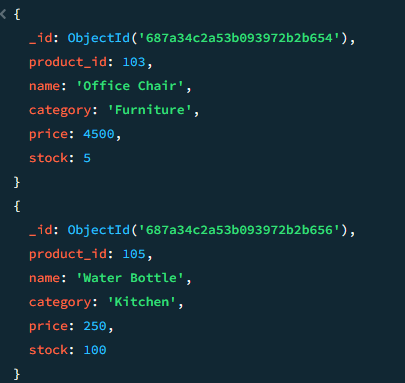 {
_id: ObjectId('687a34c2a53b093972b2b654'),
product_id: 103,
name: 'Office Chair',
category: 'Furniture',
price: 4500,
stock: 5
}
{
_id: ObjectId('687a34c2a53b093972b2b656'),
product_id: 105,
name: 'Water Bottle',
category: 'Kitchen',
price: 250,
stock: 100
}